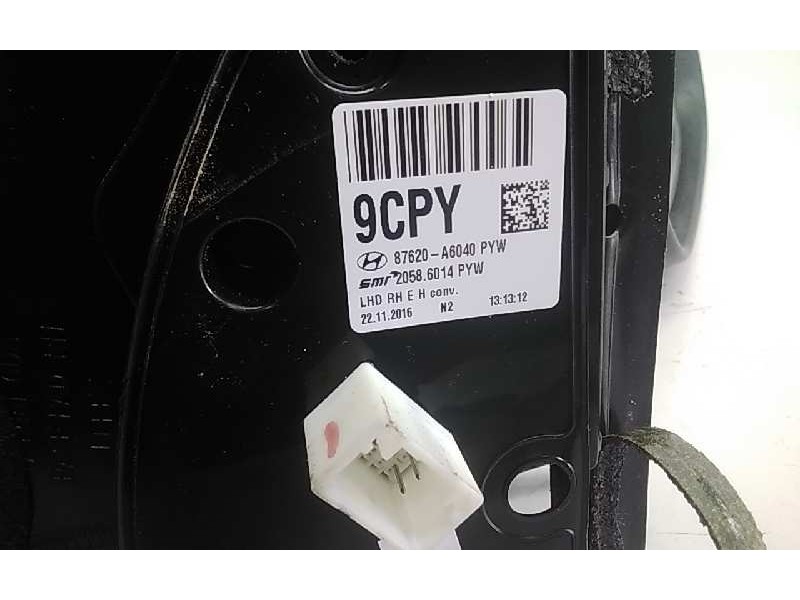 9CPY
87620-A6040 PYW
SMR 2058.6014 PYW
LHD RH E H conv.
22.11.2016 N2 13:13:12